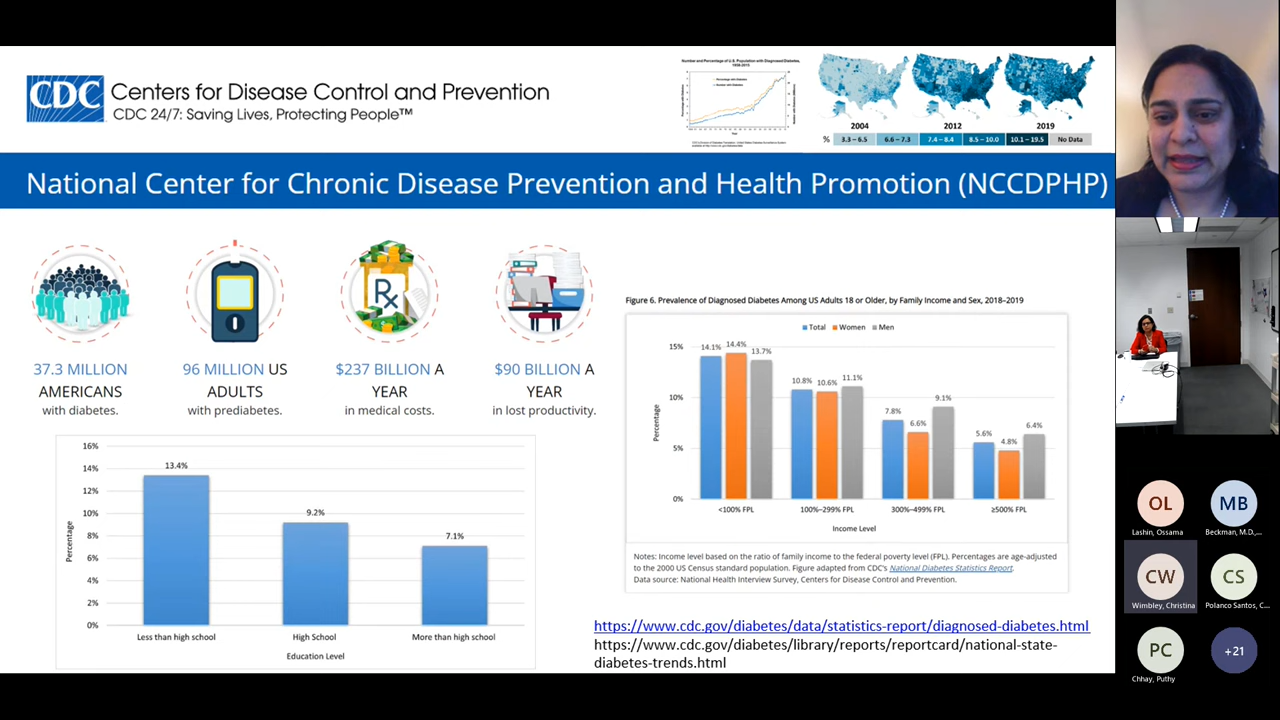 CDC
Centers for Disease Control and Prevention
CDC 24/7: Saving Lives, Protecting People™
Number and Percentage of U.S. Population with Diagnosed Diabetes,
2004
2012
2019
%
3.3 – 6.5
6.6 – 7.3
7.4 – 8.4
8.5 – 10.0
10.1 – 19.5
No Data
National Center for Chronic Disease Prevention and Health Promotion (NCCDPHP)
Rx
37.3 MILLION
AMERICANS
with diabetes.
96 MILLION US
ADULTS
with prediabetes.
$237 BILLION A
YEAR
in medical costs.
$90 BILLION A
YEAR
in lost productivity.
16%
14%
12%
10%
8%
6%
4%
2%
0%
Percentage
13.4%
9.2%
7.1%
Less than high school
High School
More than high school
Education Level
Figure 6. Prevalence of Diagnosed Diabetes Among US Adults 18 or Older, by Family Income and Sex, 2018–2019
Total
Women
Men
15%
10%
5%
0%
Percentage
14.1%
14.4%
13.7%
10.8%
10.6%
11.1%
7.8%
6.6%
9.1%
5.6%
4.8%
6.4%
<100% FPL
100%–299% FPL
300%–499% FPL
≥500% FPL
Income Level
Notes: Income level based on the ratio of family income to the federal poverty level (FPL). Percentages are age-adjusted
to the 2000 US Census standard population. Figure adapted from CDC's National Diabetes Statistics Report.
Data source: National Health Interview Survey, Centers for Disease Control and Prevention.
https://www.cdc.gov/diabetes/data/statistics-report/diagnosed-diabetes.html
https://www.cdc.gov/diabetes/library/reports/reportcard/national-state-
diabetes-trends.html
OL
Lashin, Ossama
MB
Beckman, M.D.,...
CW
Wimbley, Christina
CS
Polanco Santos, C...
PC
Chhay, Puthy
+21